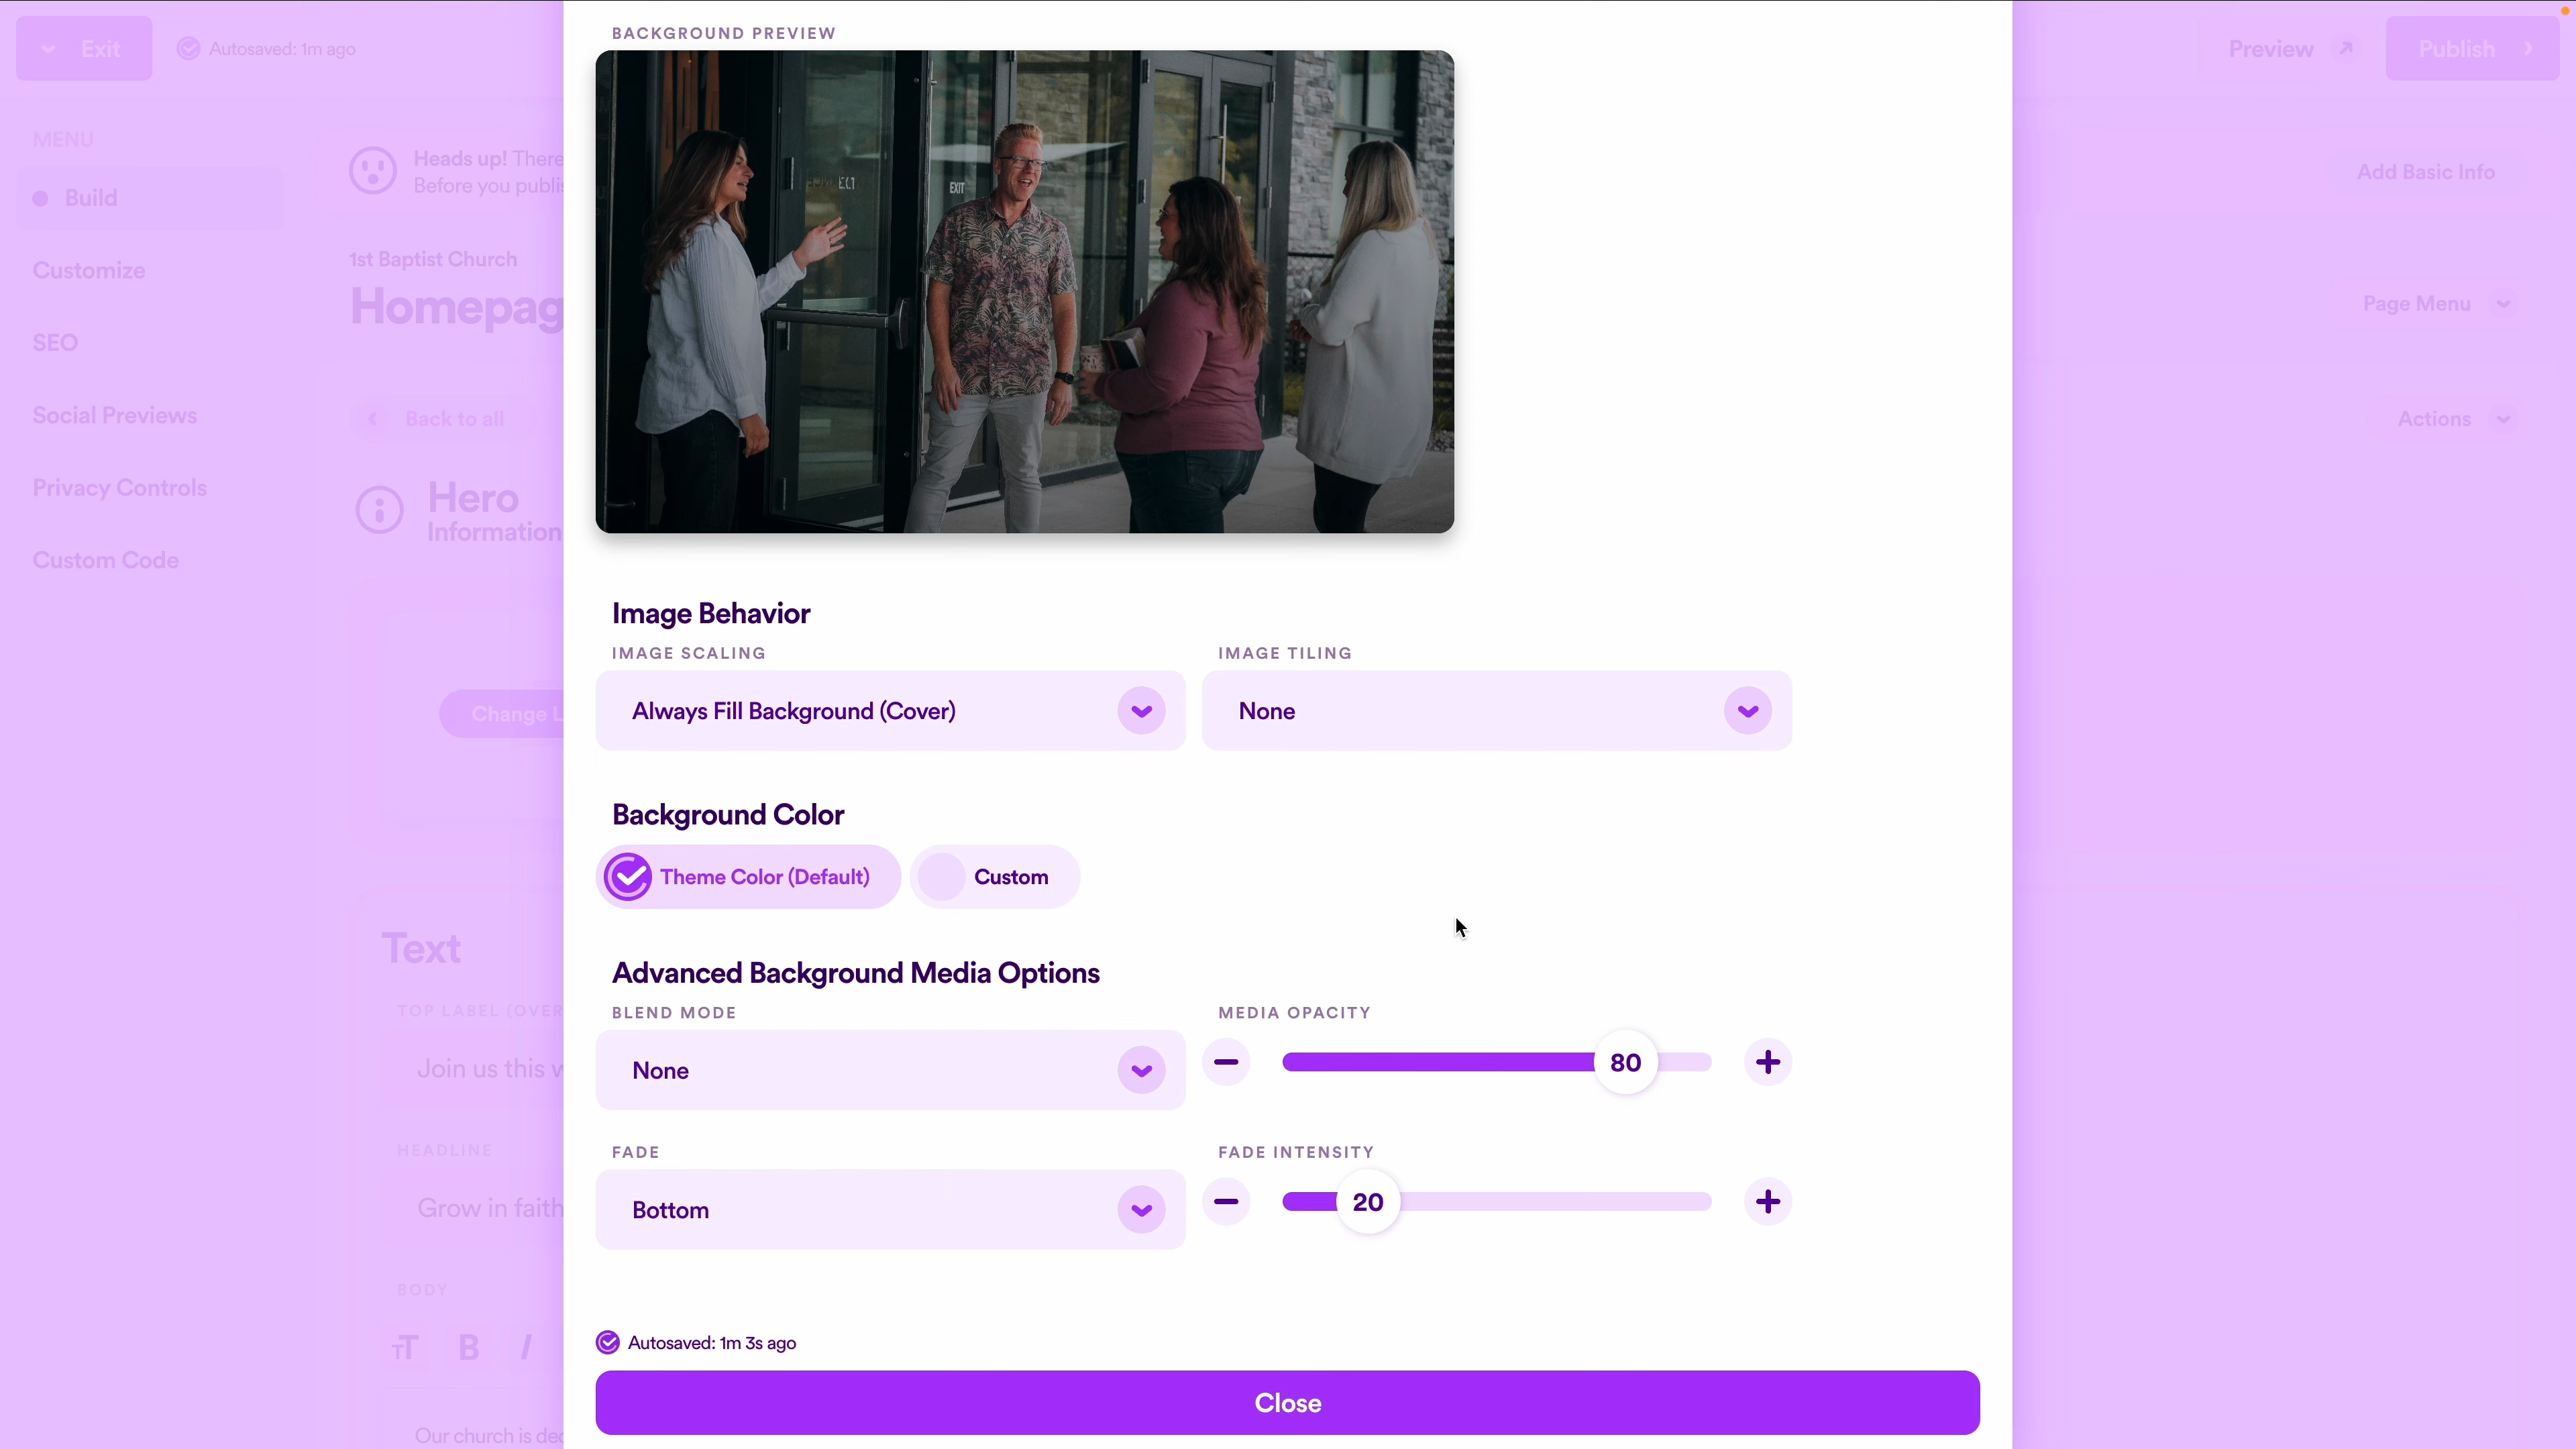 BACKGROUND PREVIEW
Exit
Autosaved: 1m ago
Preview
Publish
MENU
Build
Customize
SEO
Social Previews
Privacy Controls
Custom Code
Heads up! There
Before you publis
Add Basic Info
1st Baptist Church
Homepag
Page Menu
Back to all
Actions
Hero
Information
Change L
Text
TOP LABEL (OVER
Join us this w
HEADLINE
Grow in faith
BODY
TT B I
Our church is dec
EXIT
Image Behavior
IMAGE SCALING
IMAGE TILING
Always Fill Background (Cover)
None
Background Color
Theme Color (Default)
Custom
Advanced Background Media Options
BLEND MODE
MEDIA OPACITY
None
80
FADE
FADE INTENSITY
Bottom
20
Autosaved: 1m 3s ago
Close